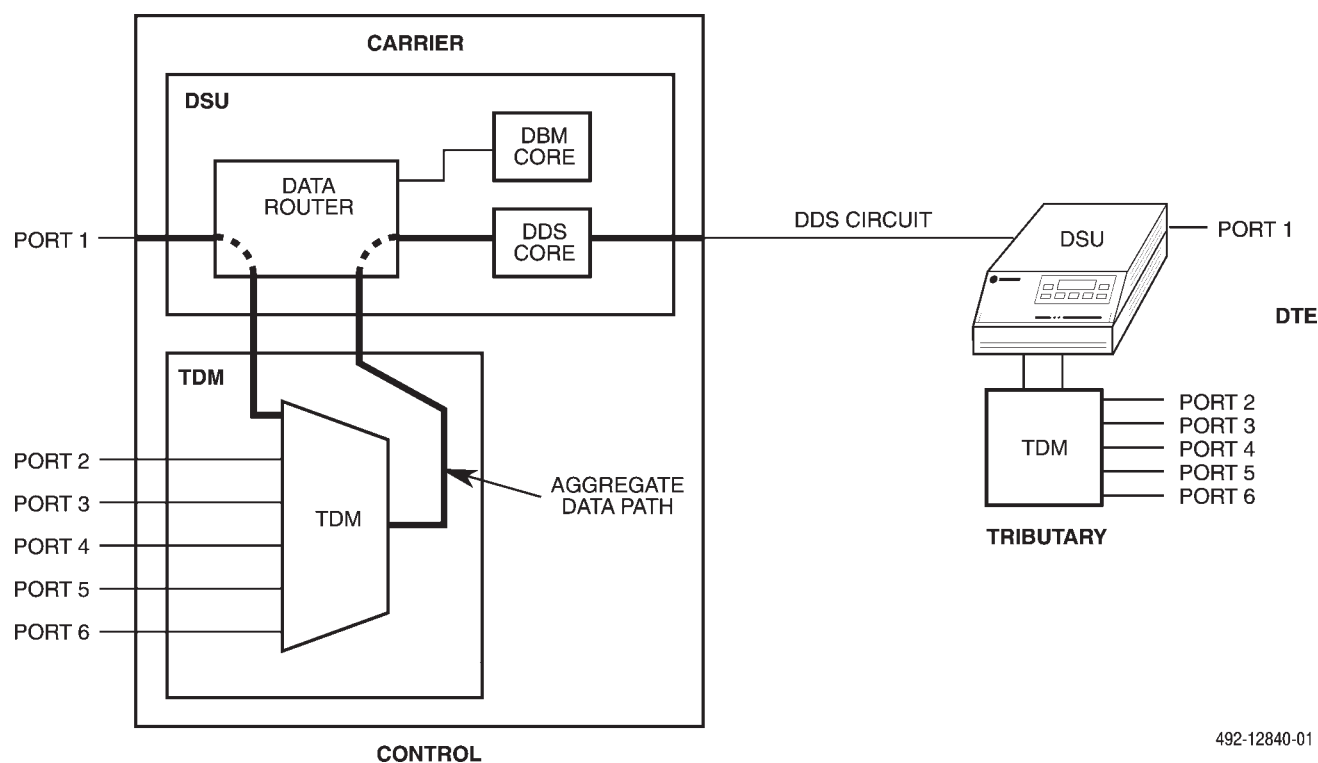 CARRIER
DSU
DBM
CORE
DATA
ROUTER
DDS
CORE
PORT 1
DDS CIRCUIT
DSU
PORT 1
DTE
TDM
PORT 2
PORT 3
PORT 4
PORT 5
PORT 6
TDM
AGGREGATE
DATA PATH
TDM
PORT 2
PORT 3
PORT 4
PORT 5
PORT 6
TRIBUTARY
CONTROL
492-12840-01